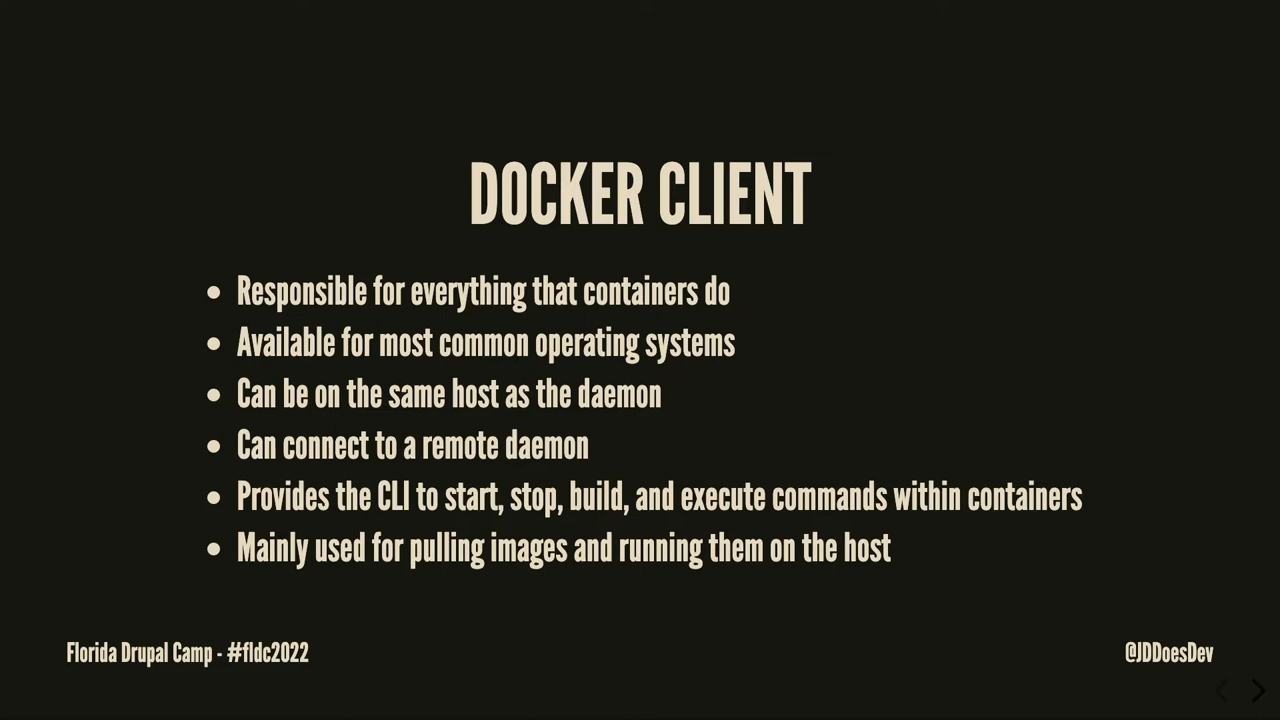 DOCKER CLIENT
• Responsible for everything that containers do
• Available for most common operating systems
• Can be on the same host as the daemon
• Can connect to a remote daemon
• Provides the CLI to start, stop, build, and execute commands within containers
• Mainly used for pulling images and running them on the host
Florida Drupal Camp - #fldc2022
@JDDoesDev